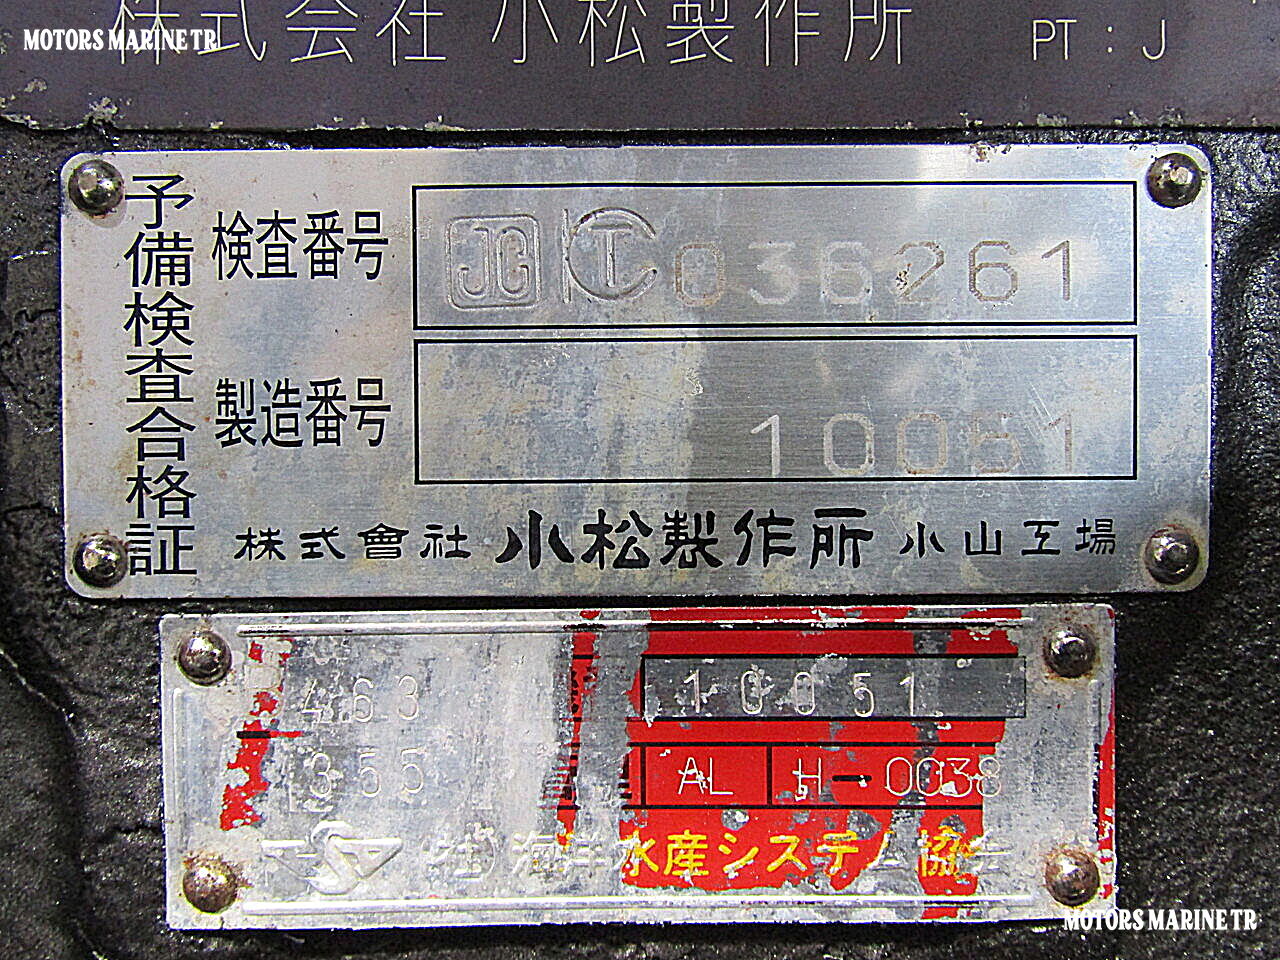 MOTORS MARINE TR
株式会社 小松製作所 PT : J
予備検査合格証
検査番号 JCI 036261
製造番号 10051
株式會社 小松製作所 小山工場
463 10051
355 AL H-0038
(社)海洋水産システム協会
MOTORS MARINE TR